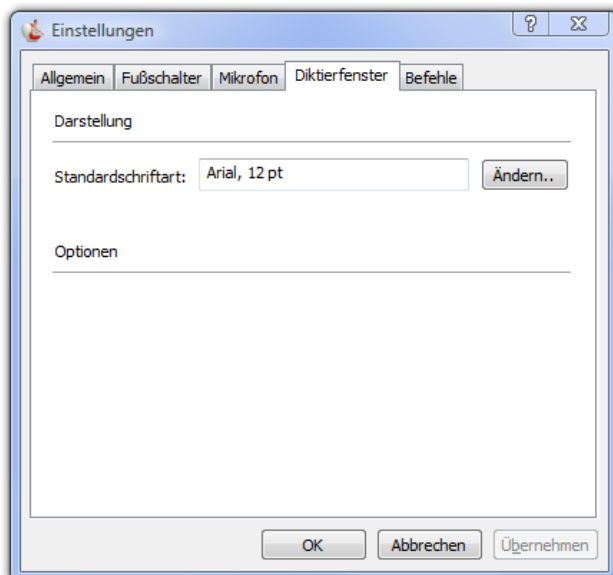 Einstellungen
Allgemein Fußschalter Mikrofon Diktierfenster Befehle
Darstellung
Standardschriftart: Arial, 12 pt Ändern..
Optionen
OK Abbrechen Übernehmen